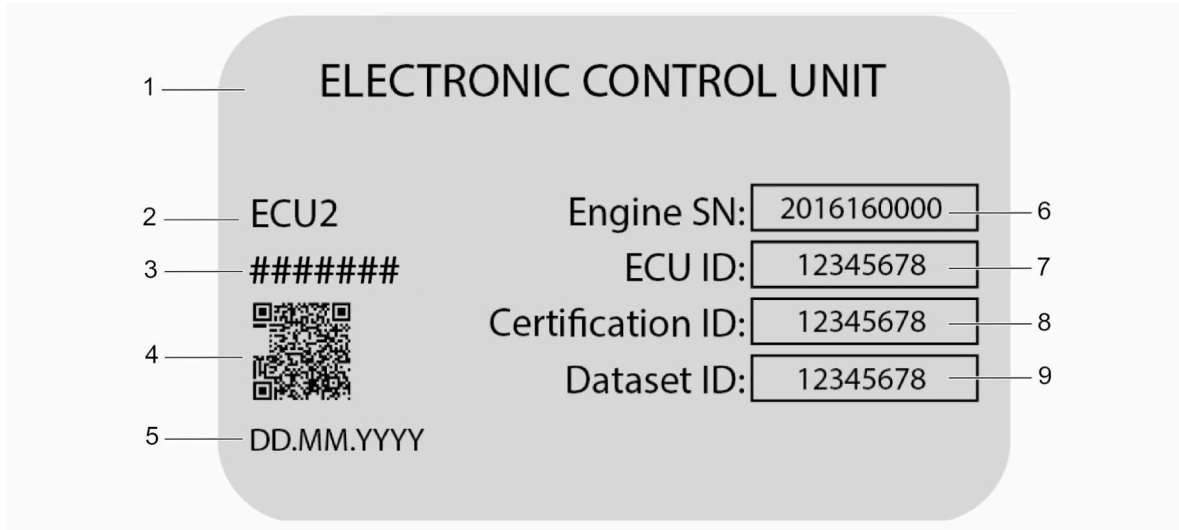 1 ELECTRONIC CONTROL UNIT
2 ECU2 Engine SN: 2016160000 6
3 ####### ECU ID: 12345678 7
Certification ID: 12345678 8
4
Dataset ID: 12345678 9
5 DD.MM.YYYY